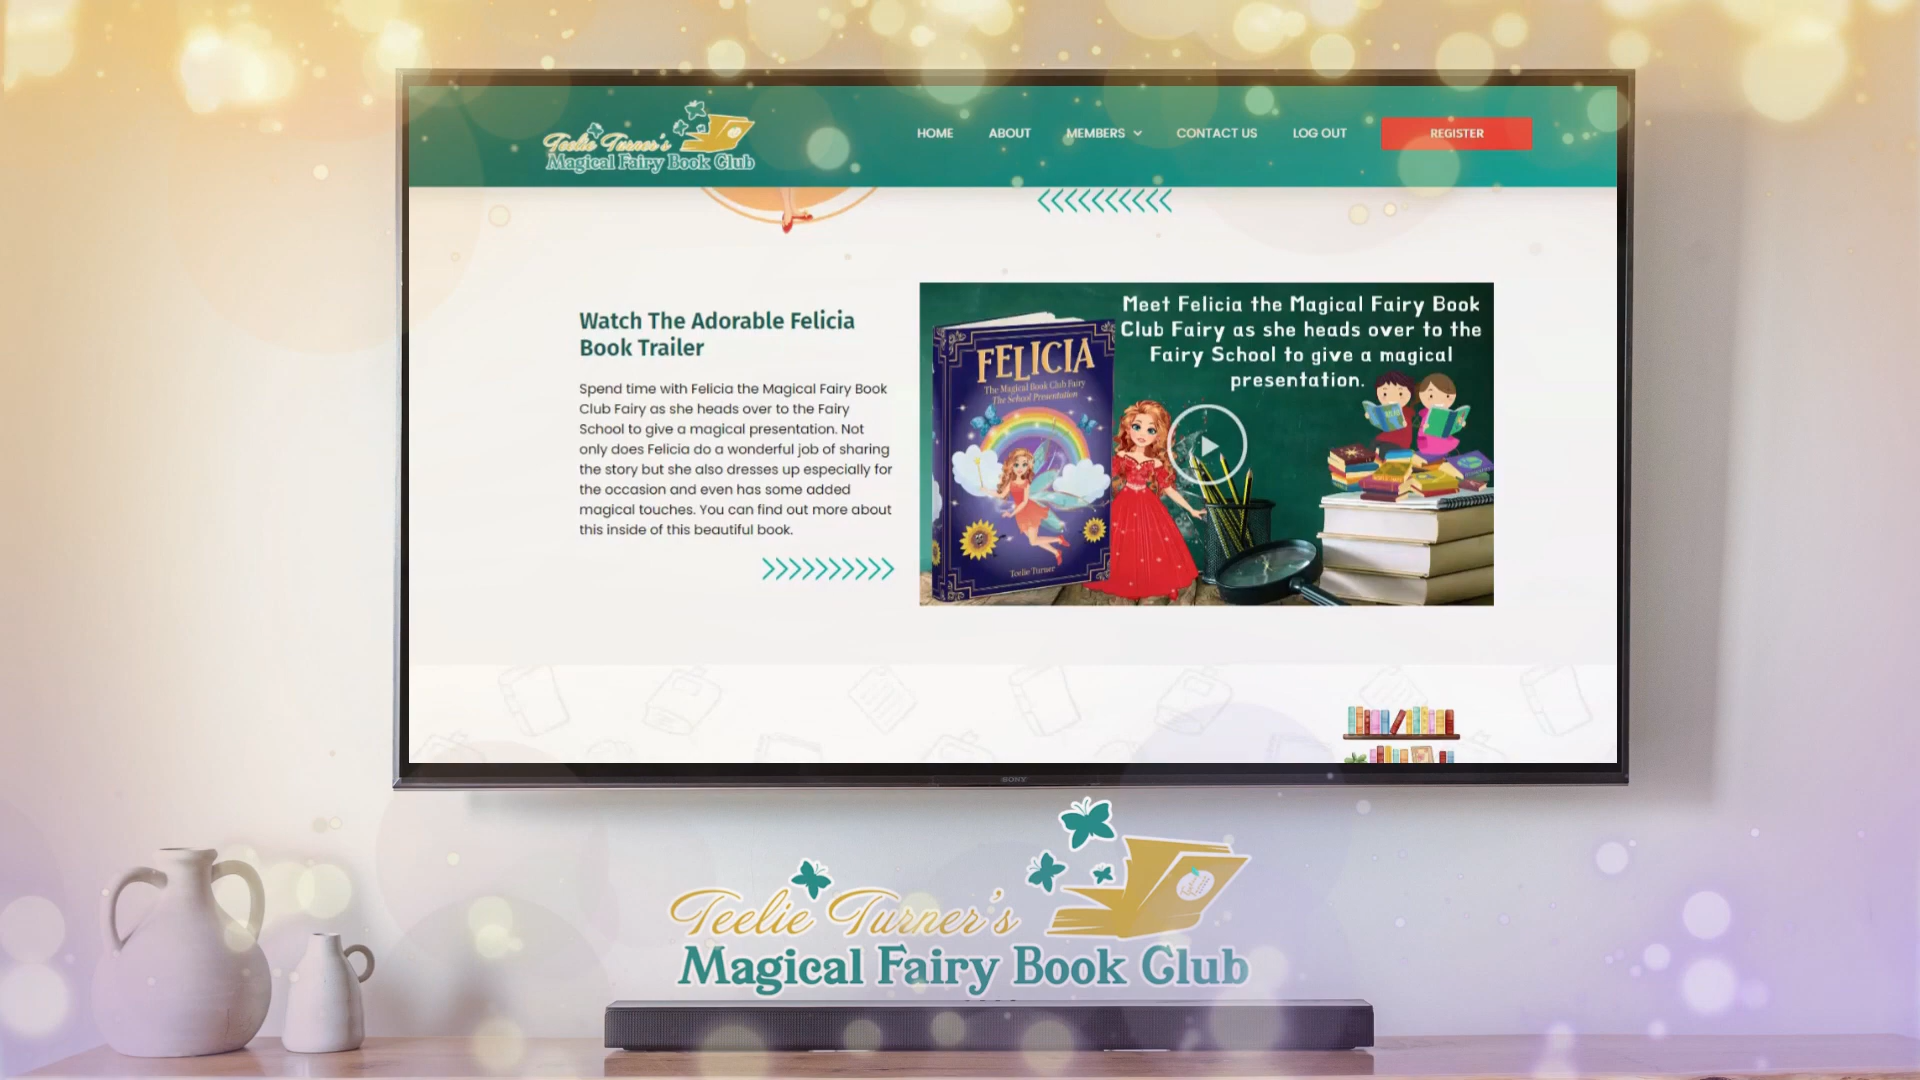 Teelie Turner's
Magical Fairy Book Club
HOME
ABOUT
MEMBERS
CONTACT US
LOG OUT
REGISTER
Watch The Adorable Felicia
Book Trailer
Spend time with Felicia the Magical Fairy Book
Club Fairy as she heads over to the Fairy
School to give a magical presentation. Not
only does Felicia do a wonderful job of sharing
the story but she also dresses up especially for
the occasion and even has some added
magical touches. You can find out more about
this inside of this beautiful book.
Meet Felicia the Magical Fairy Book
Club Fairy as she heads over to the
Fairy School to give a magical
presentation.
FELICIA
The Magical Book Club Fairy
The School Presentation
Teelie Turner
SONY
Teelie Turner's
Magical Fairy Book Club